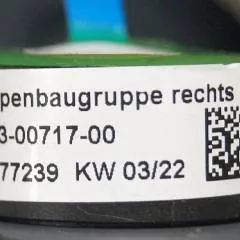 penbaugruppe rechts
3-00717-00
77239 KW 03/22